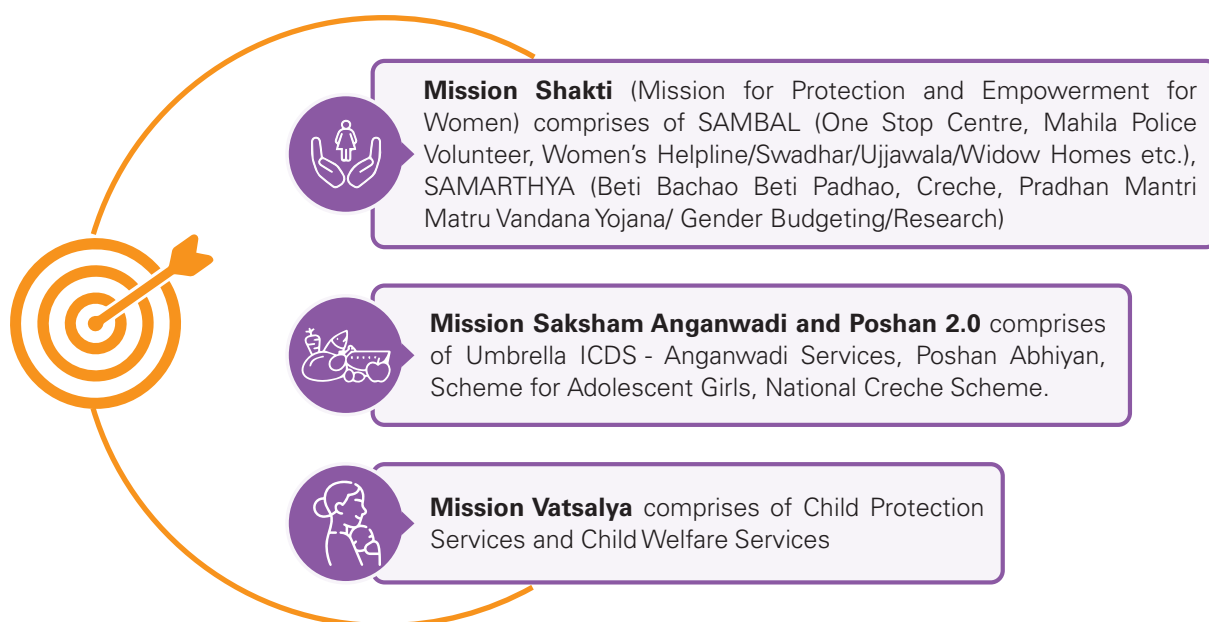 Mission Shakti (Mission for Protection and Empowerment for
Women) comprises of SAMBAL (One Stop Centre, Mahila Police
Volunteer, Women's Helpline/Swadhar/Ujjawala/Widow Homes etc.),
SAMARTHYA (Beti Bachao Beti Padhao, Creche, Pradhan Mantri
Matru Vandana Yojana/ Gender Budgeting/Research)
Mission Saksham Anganwadi and Poshan 2.0 comprises
of Umbrella ICDS - Anganwadi Services, Poshan Abhiyan,
Scheme for Adolescent Girls, National Creche Scheme.
Mission Vatsalya comprises of Child Protection
Services and Child Welfare Services